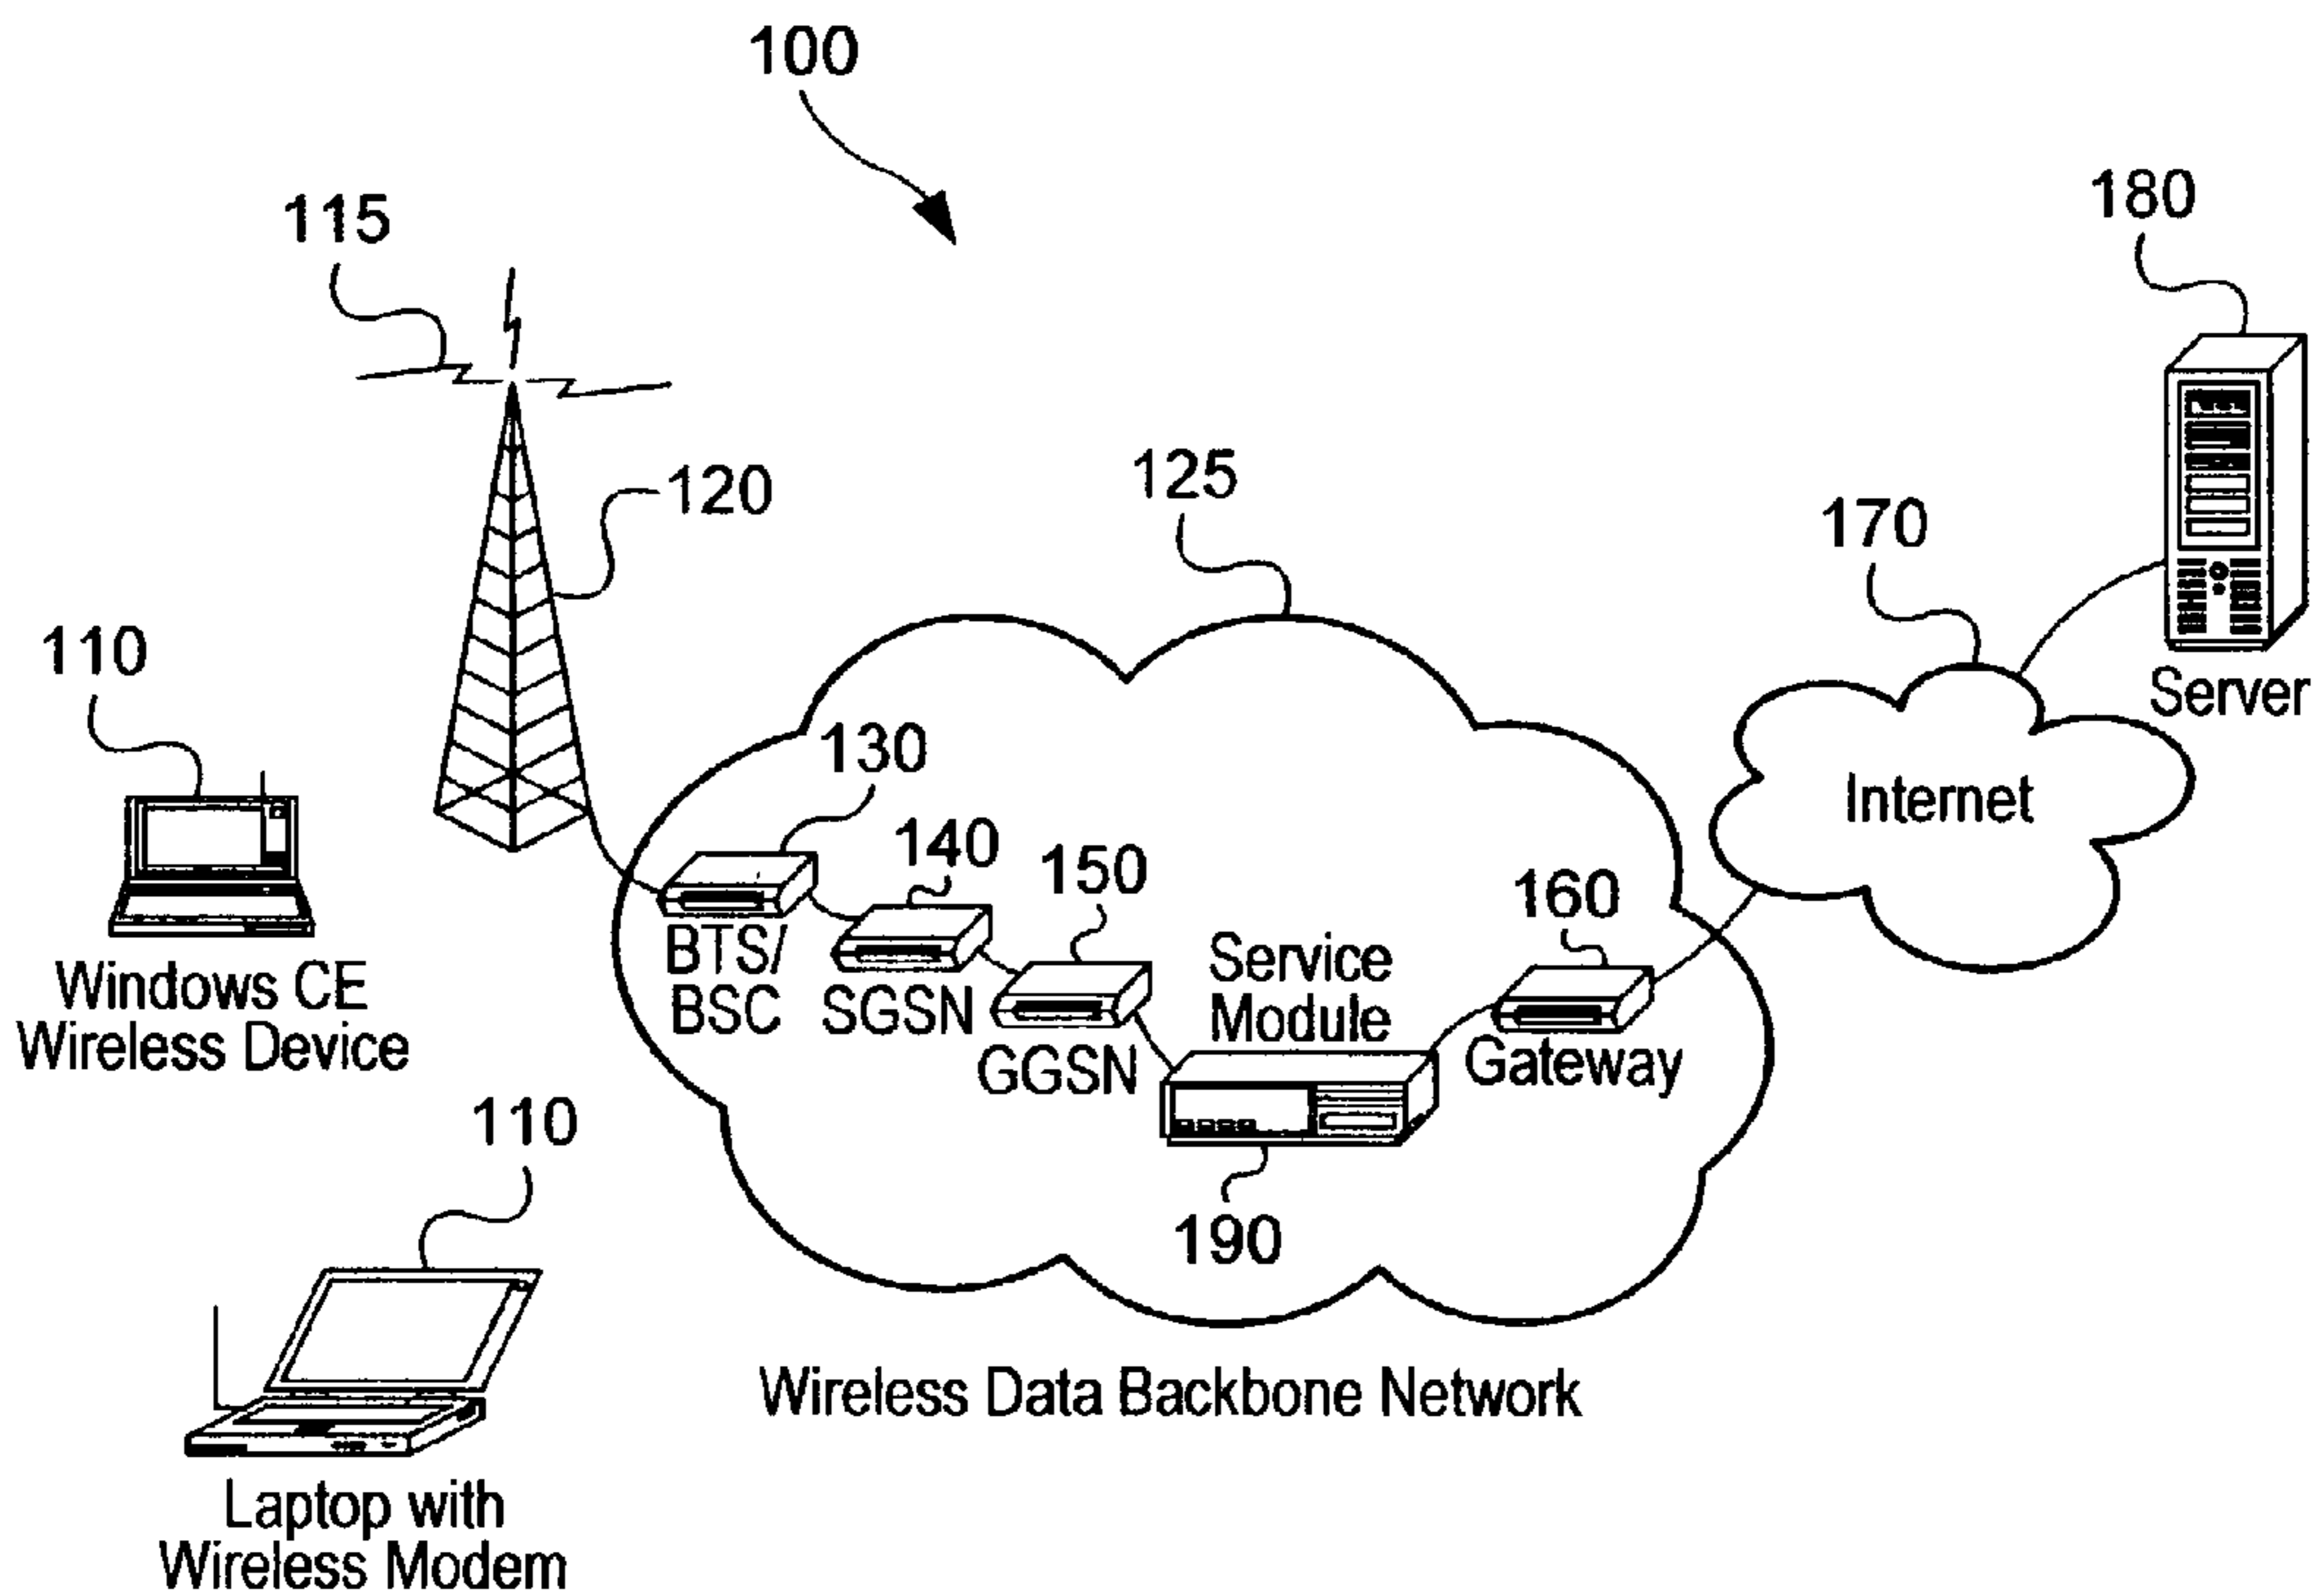 100
180
115
120
125
170
110
Server
130
Internet
140
150
160
BTS/
BSC
SGSN
GGSN
Service
Module
Gateway
Windows CE
Wireless Device
110
190
Wireless Data Backbone Network
Laptop with
Wireless Modem